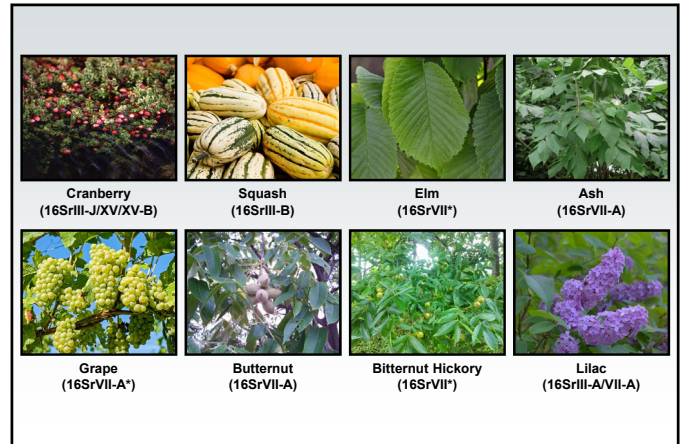 Cranberry
(16SrIII-J/XV/XV-B)
Squash
(16SrIII-B)
Elm
(16SrVII*)
Ash
(16SrVII-A)
Grape
(16SrVII-A*)
Butternut
(16SrVII-A)
Bitternut Hickory
(16SrVII*)
Lilac
(16SrIII-A/VII-A)